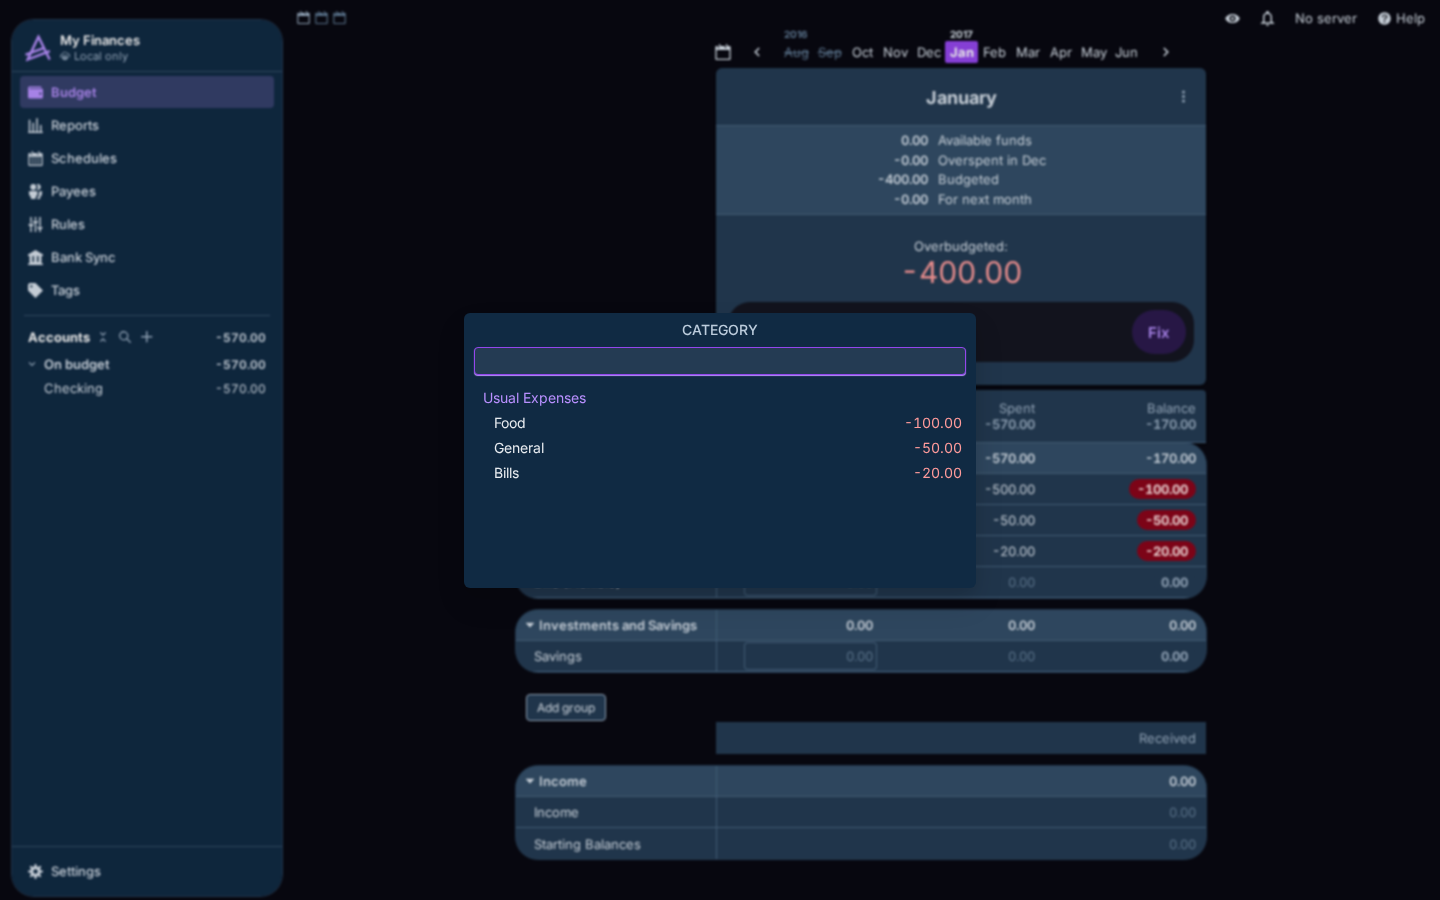 My Finances
Local only
Budget
Reports
Schedules
Payees
Rules
Bank Sync
Tags
Accounts -570.00
On budget -570.00
Checking -570.00
Settings
No server
Help
2016 2017
Aug Sep Oct Nov Dec Jan Feb Mar Apr May Jun
January
0.00 Available funds
-0.00 Overspent in Dec
-400.00 Budgeted
-0.00 For next month
Overbudgeted:
-400.00
Fix
CATEGORY
Usual Expenses
Food -100.00
General -50.00
Bills -20.00
Spent Balance
-570.00 -170.00
-570.00 -170.00
-500.00 -100.00
-50.00 -50.00
-20.00 -20.00
0.00 0.00
Investments and Savings 0.00 0.00 0.00
Savings 0.00 0.00 0.00
Add group
Received
Income 0.00
Income 0.00
Starting Balances 0.00